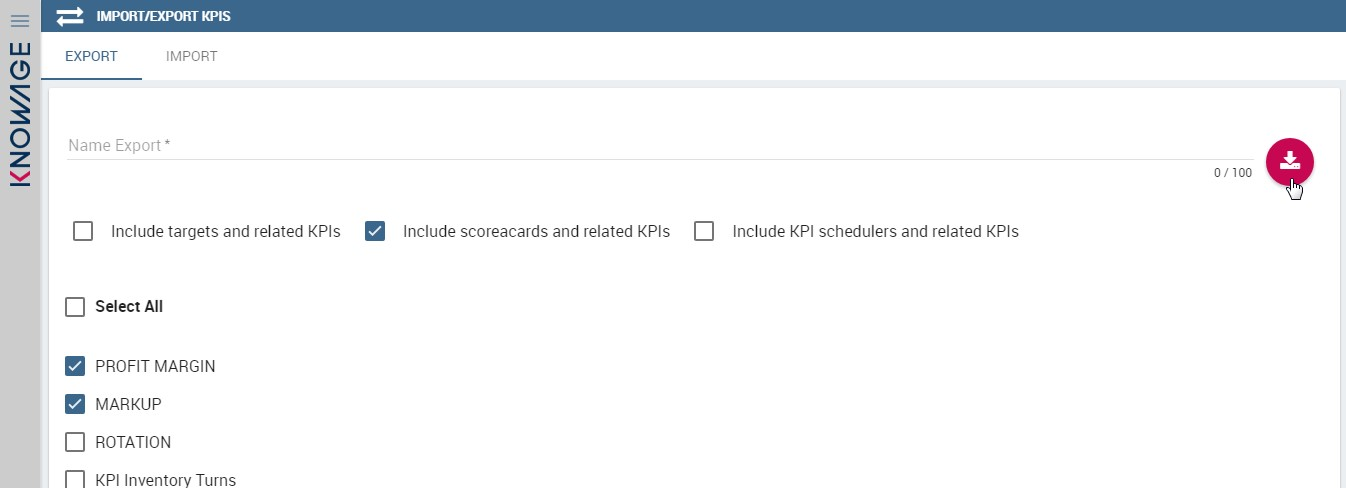 KNOWAGE
IMPORT/EXPORT KPIS
EXPORT IMPORT
Name Export *
0 / 100
Include targets and related KPIs Include scoreacards and related KPIs Include KPI schedulers and related KPIs
Select All
PROFIT MARGIN
MARKUP
ROTATION
KPI Inventory Turns